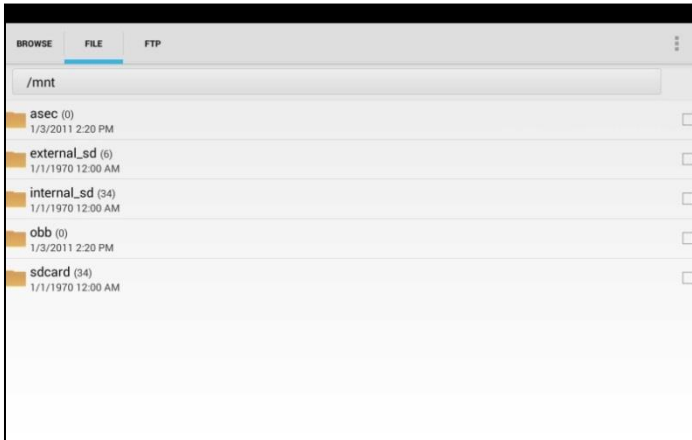 BROWSE FILE FTP
/mnt
asec (0)
1/3/2011 2:20 PM
external_sd (6)
1/1/1970 12:00 AM
internal_sd (34)
1/1/1970 12:00 AM
obb (0)
1/3/2011 2:20 PM
sdcard (34)
1/1/1970 12:00 AM